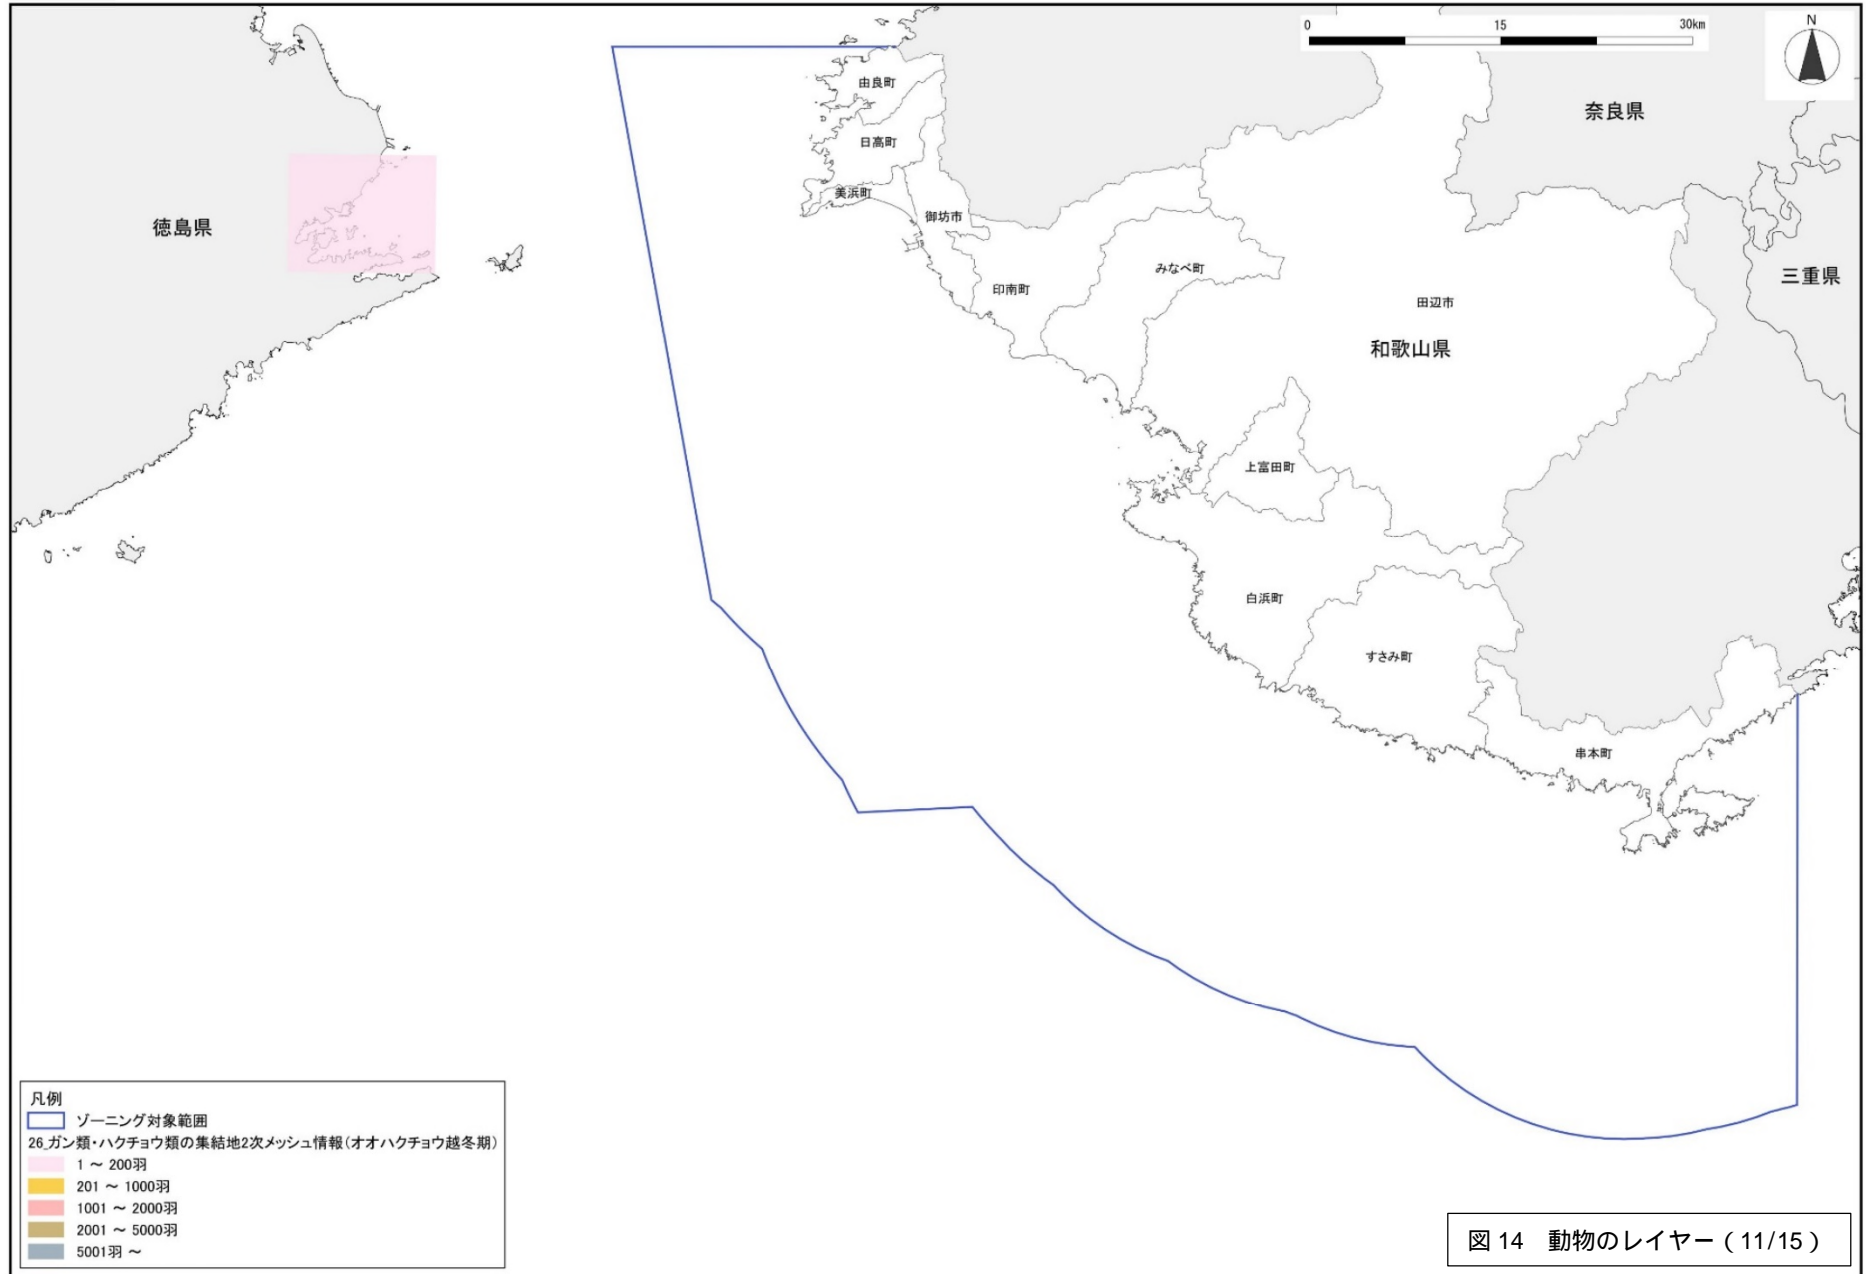 0 15 30km
N
由良町
奈良県
日高町
美浜町
御坊市
徳島県
みなべ町
三重県
印南町
田辺市
和歌山県
上富田町
白浜町
すさみ町
串本町
凡例
ゾーニング対象範囲
26_ガン類・ハクチョウ類の集結地2次メッシュ情報(オオハクチョウ越冬期)
1 ～ 200羽
201 ～ 1000羽
1001 ～ 2000羽
2001 ～ 5000羽
5001羽 ～
図 14 動物のレイヤー（11/15）